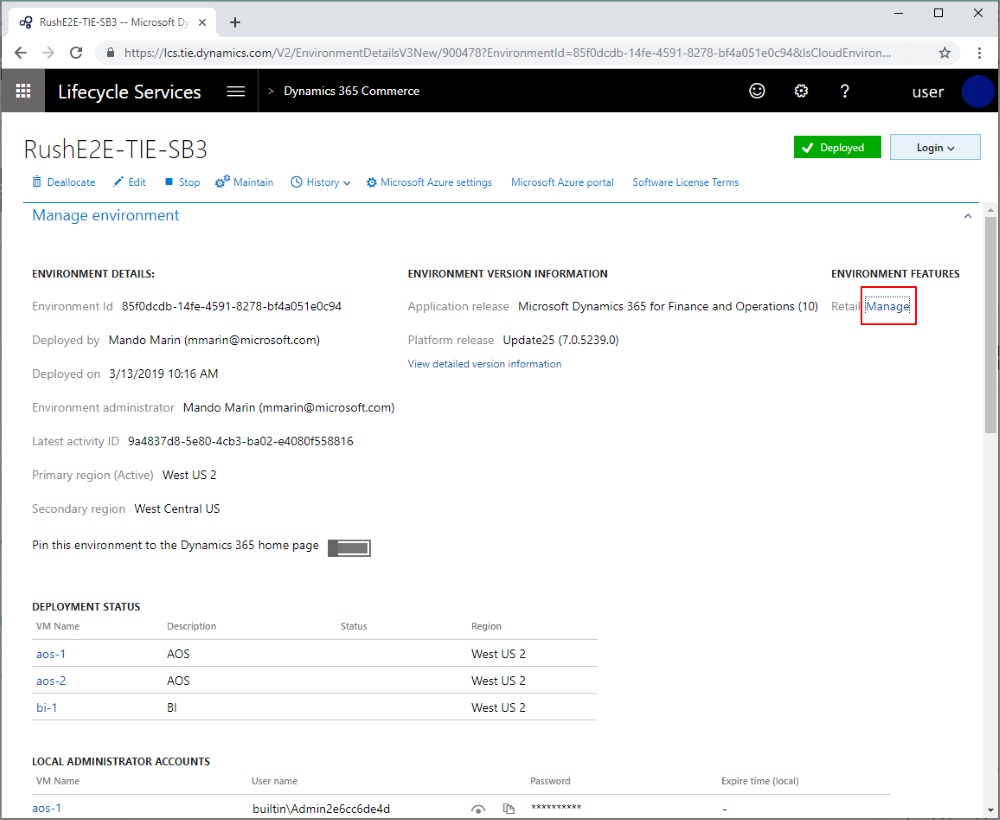 RushE2E-TIE-SB3 -- Microsoft Dy
https://lcs.tie.dynamics.com/V2/EnvironmentDetailsV3New/900478?EnvironmentId=85f0dcdb-14fe-4591-8278-bf4a051e0c94&IsCloudEnviron...
Lifecycle Services > Dynamics 365 Commerce ? user
RushE2E-TIE-SB3 Deployed Login
Deallocate Edit Stop Maintain History Microsoft Azure settings Microsoft Azure portal Software License Terms
Manage environment
ENVIRONMENT DETAILS: ENVIRONMENT VERSION INFORMATION ENVIRONMENT FEATURES
Environment Id 85f0dcdb-14fe-4591-8278-bf4a051e0c94 Application release Microsoft Dynamics 365 for Finance and Operations (10) Retail Manage
Deployed by Mando Marin (mmarin@microsoft.com) Platform release Update25 (7.0.5239.0)
View detailed version information
Deployed on 3/13/2019 10:16 AM
Environment administrator Mando Marin (mmarin@microsoft.com)
Latest activity ID 9a4837d8-5e80-4cb3-ba02-e4080f558816
Primary region (Active) West US 2
Secondary region West Central US
Pin this environment to the Dynamics 365 home page
DEPLOYMENT STATUS
VM Name Description Status Region
aos-1 AOS West US 2
aos-2 AOS West US 2
bi-1 BI West US 2
LOCAL ADMINISTRATOR ACCOUNTS
VM Name User name Password Expire time (local)
aos-1 builtin\Admin2e6cc6de4d ********** -